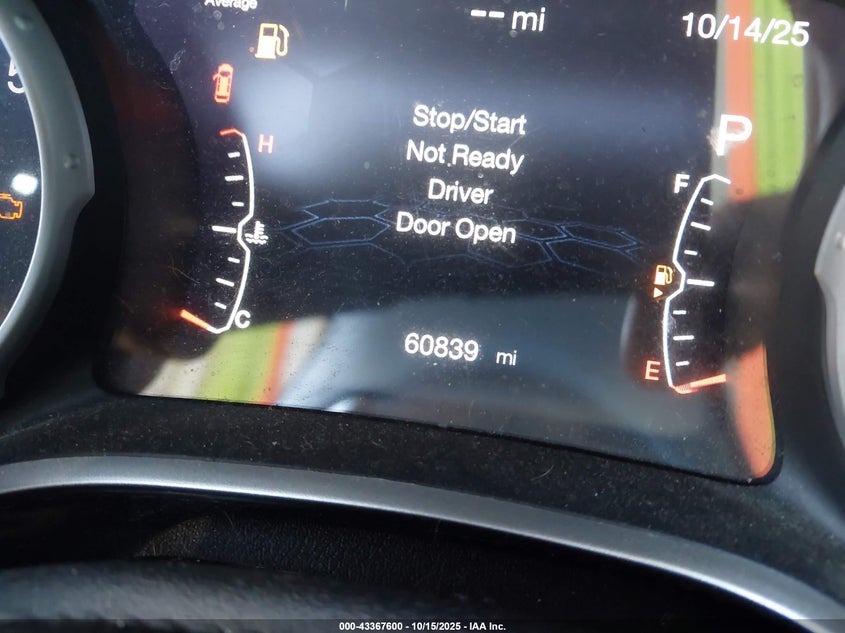 Average
-- mi
10/14/25
5
H
Stop/Start
Not Ready
Driver
Door Open
P
F
C
60839 mi
E
000-43367600 - 10/15/2025 - IAA Inc.